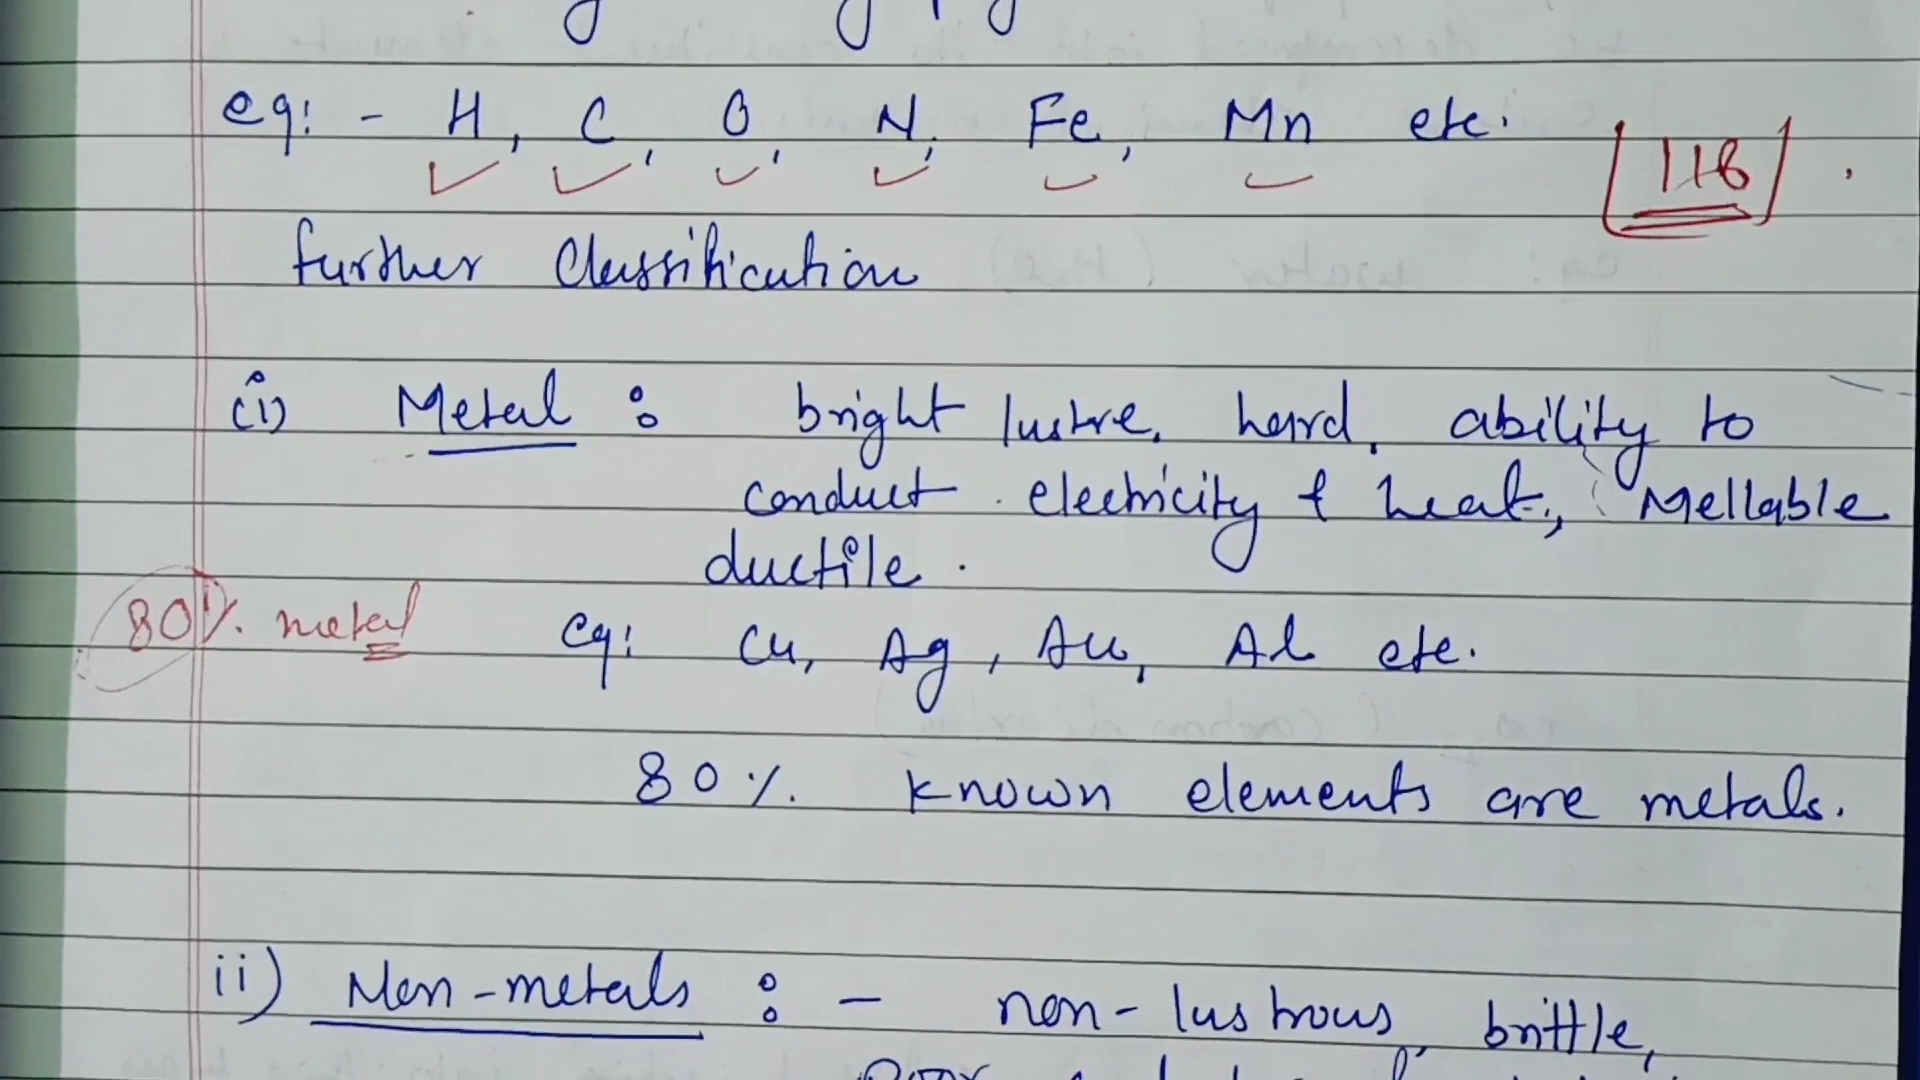 eg: - H, C, O, N, Fe, Mn etc.
118
further Classification
(i) Metal : bright lustre, hard, ability to
conduct electricity & heat, Mellable
ductile.
80% metal
eg: Cu, Ag, Au, Al etc.
80% known elements are metals.
ii) Non-metals : - non-lustrous, brittle,